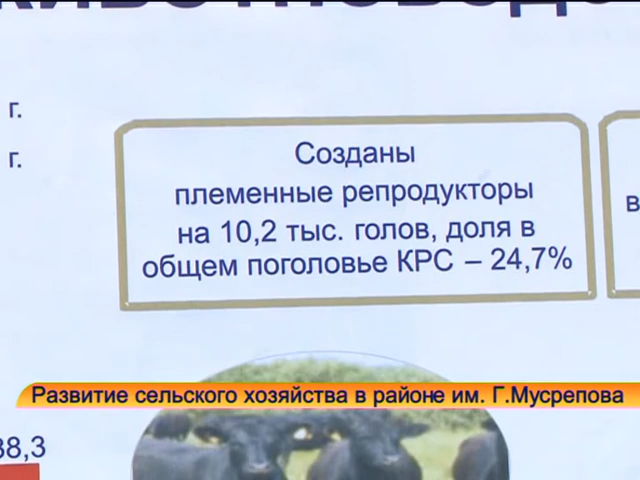 г.
г.
Созданы
племенные репродукторы
на 10,2 тыс. голов, доля в
общем поголовье КРС – 24,7%
в
Развитие сельского хозяйства в районе им. Г.Мусрепова
38,3